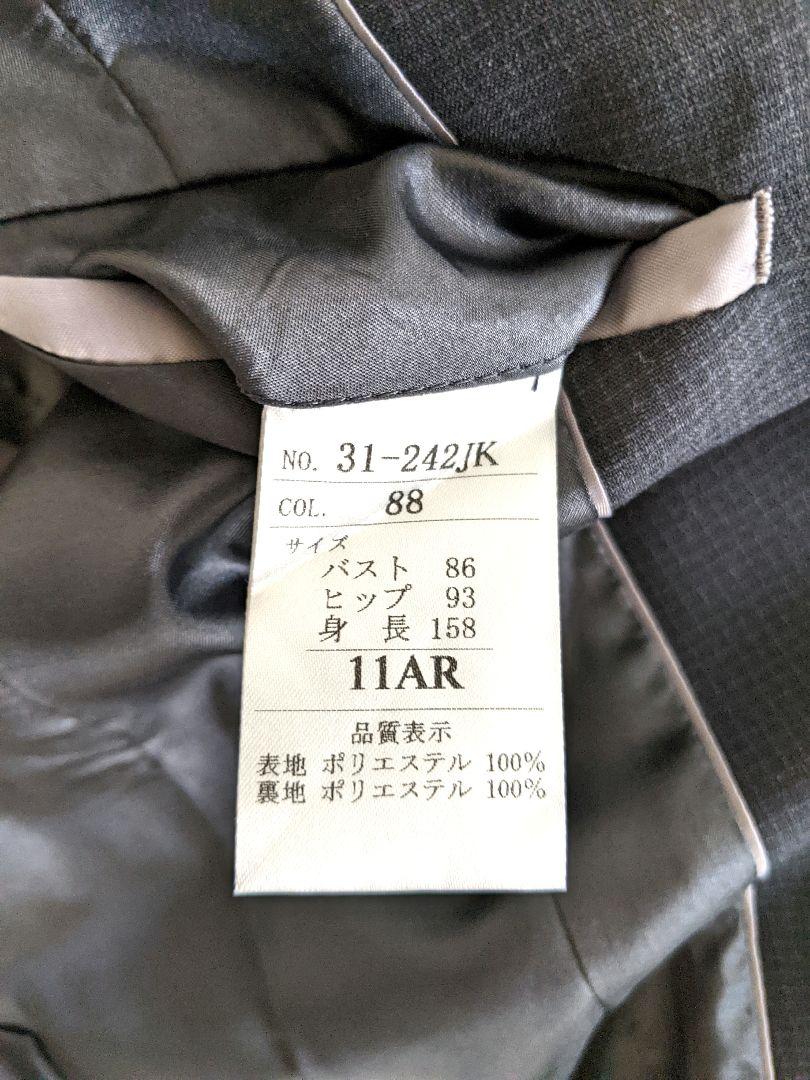 NO. 31-242JK
COL. 88
サイズ
バスト 86
ヒップ 93
身 長 158
11AR
品質表示
表地 ポリエステル 100%
裏地 ポリエステル 100%